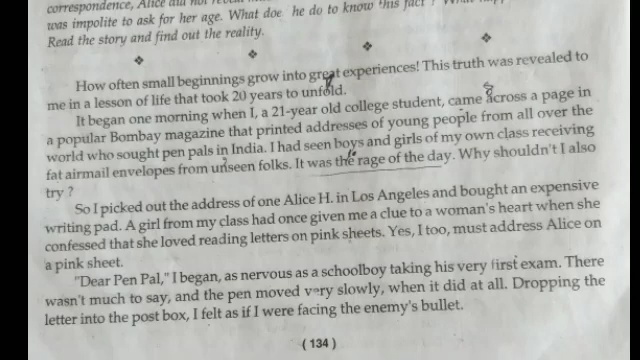 correspondence, Alice did not reveal
was impolite to ask for her age. What doe he do to know this fact ? What
Read the story and find out the reality.
❖ ❖ ❖ ❖
How often small beginnings grow into great experiences! This truth was revealed to
me in a lesson of life that took 20 years to unfold.
It began one morning when I, a 21-year old college student, came across a page in
a popular Bombay magazine that printed addresses of young people from all over the
world who sought pen pals in India. I had seen boys and girls of my own class receiving
fat airmail envelopes from unseen folks. It was the rage of the day. Why shouldn't I also
try ?
So I picked out the address of one Alice H. in Los Angeles and bought an expensive
writing pad. A girl from my class had once given me a clue to a woman's heart when she
confessed that she loved reading letters on pink sheets. Yes, I too, must address Alice on
a pink sheet.
"Dear Pen Pal," I began, as nervous as a schoolboy taking his very first exam. There
wasn't much to say, and the pen moved very slowly, when it did at all. Dropping the
letter into the post box, I felt as if I were facing the enemy's bullet.
( 134 )